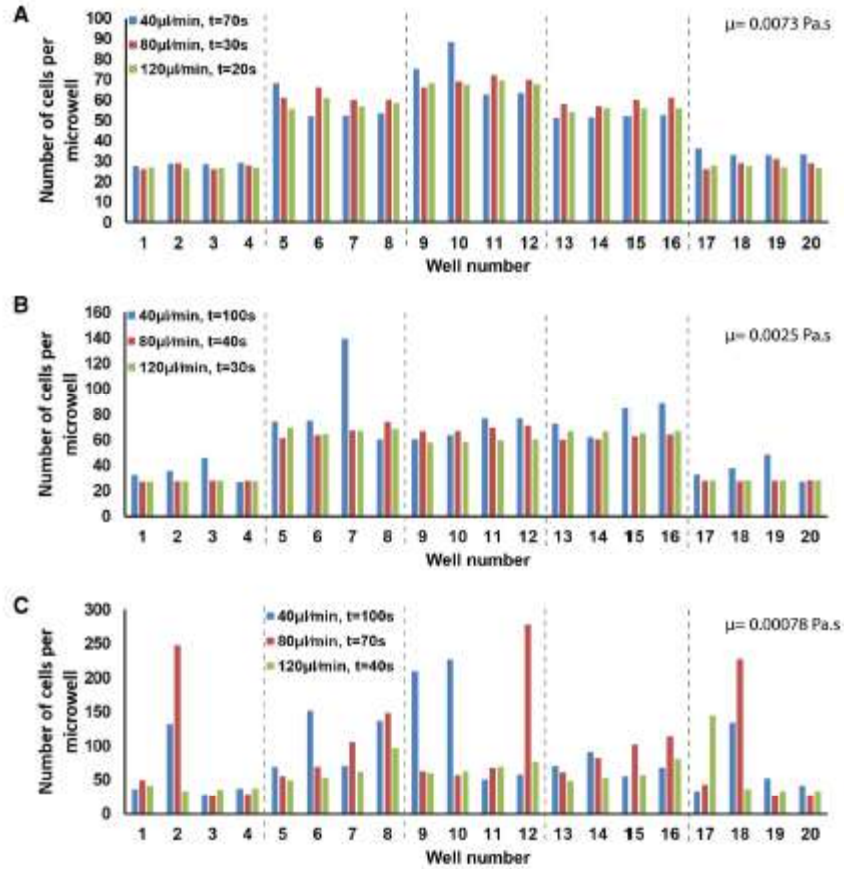 A
40µl/min, t=70s
80µl/min, t=30s
120µl/min, t=20s
µ= 0.0073 Pa.s
Number of cells per microwell
100
90
80
70
60
50
40
30
20
10
0
1 2 3 4 5 6 7 8 9 10 11 12 13 14 15 16 17 18 19 20
Well number
B
40µl/min, t=100s
80µl/min, t=40s
120µl/min, t=30s
µ= 0.0025 Pa.s
Number of cells per microwell
160
140
120
100
80
60
40
20
0
1 2 3 4 5 6 7 8 9 10 11 12 13 14 15 16 17 18 19 20
Well number
C
40µl/min, t=100s
80µl/min, t=70s
120µl/min, t=40s
µ= 0.00078 Pa.s
Number of cells per microwell
300
250
200
150
100
50
0
1 2 3 4 5 6 7 8 9 10 11 12 13 14 15 16 17 18 19 20
Well number